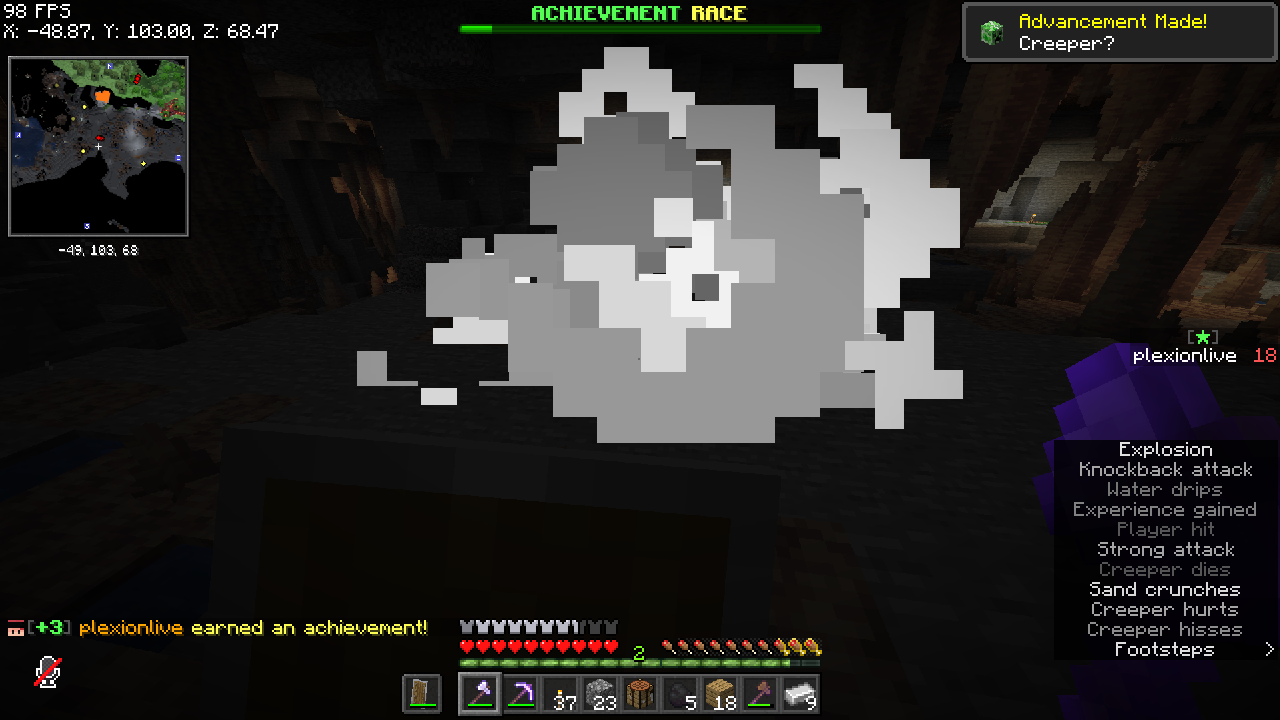 98 FPS
X: -48.87, Y: 103.00, Z: 68.47
ACHIEVEMENT RACE
Advancement Made!
Creeper?
-49, 103, 68
[★]
plexionlive 18
Explosion
Knockback attack
Water drips
Experience gained
Player hit
Strong attack
Creeper dies
Sand crunches
Creeper hurts
Creeper hisses
Footsteps >
[+3] plexionlive earned an achievement!
2
37
23
5
18
9